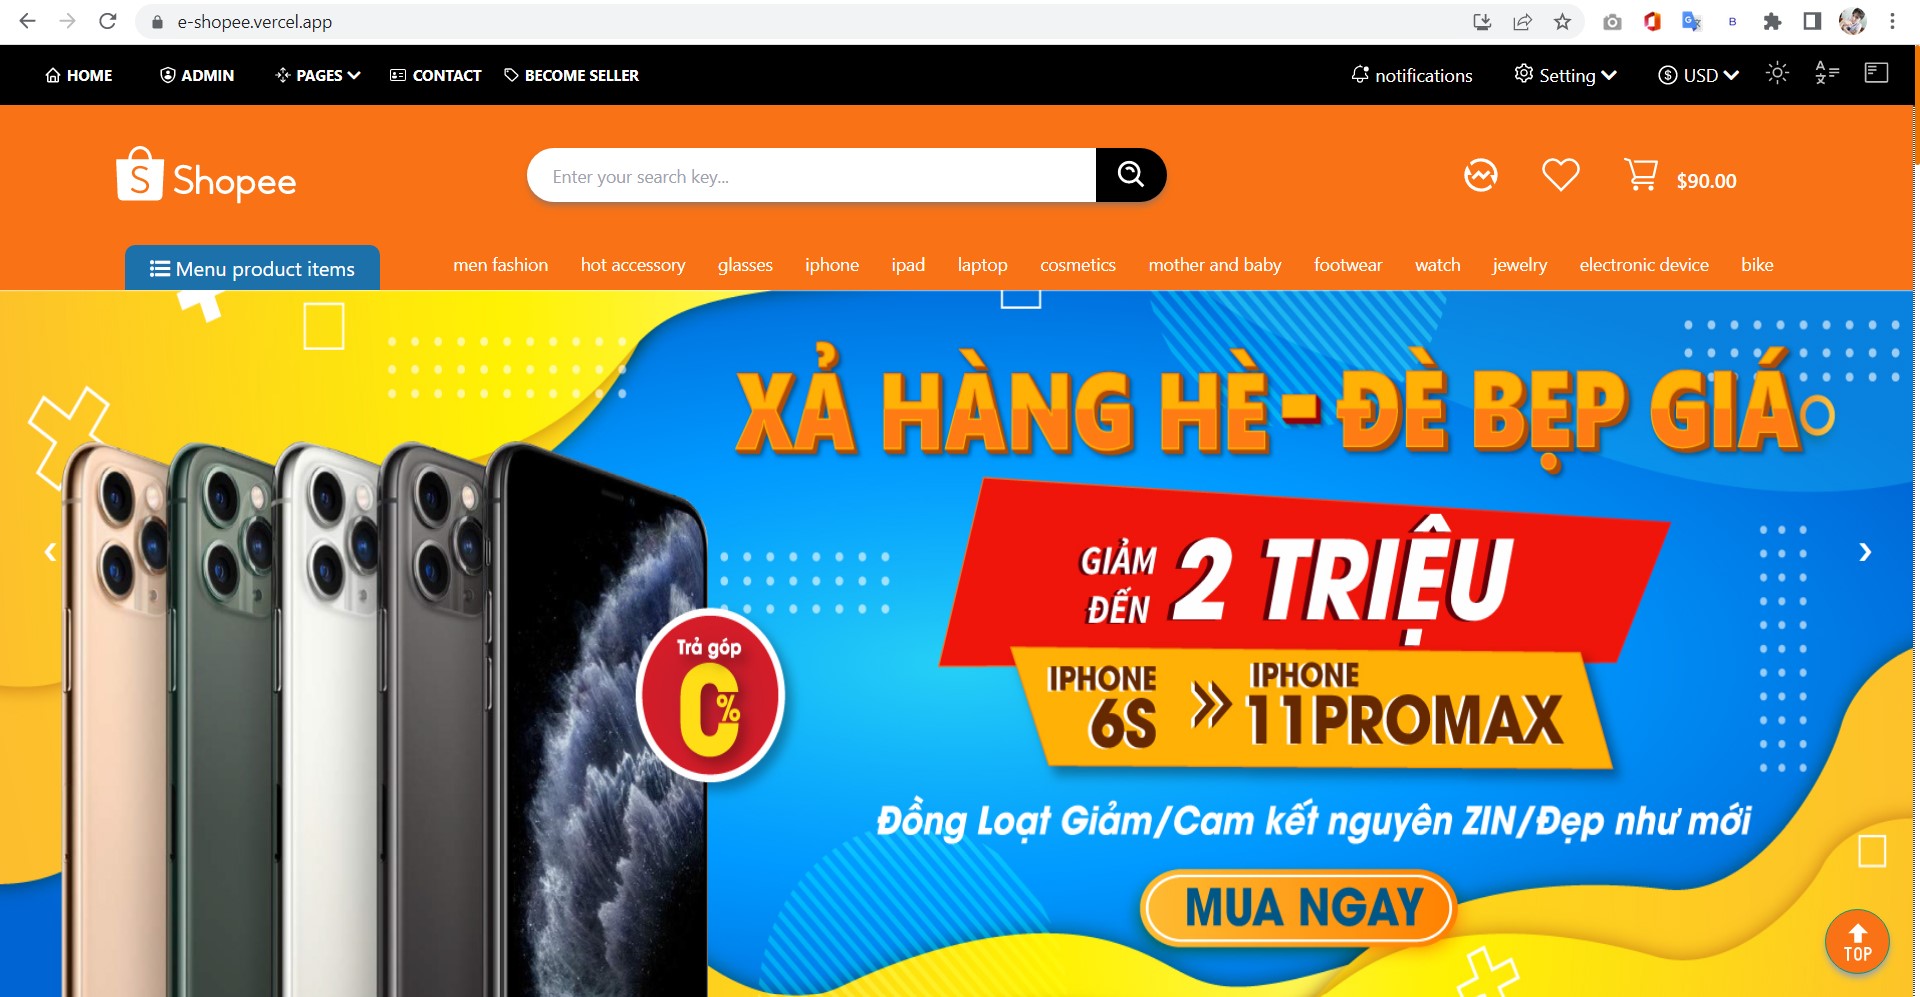 e-shopee.vercel.app
HOME ADMIN PAGES CONTACT BECOME SELLER notifications Setting USD
S Shopee
Enter your search key...
$90.00
Menu product items
men fashion hot accessory glasses iphone ipad laptop cosmetics mother and baby footwear watch jewelry electronic device bike
XẢ HÀNG HÈ - ĐÈ BẸP GIÁ
GIẢM ĐẾN 2 TRIỆU
Trả góp
0%
IPHONE 6S » IPHONE 11PROMAX
Đồng Loạt Giảm/Cam kết nguyên ZIN/Đẹp như mới
MUA NGAY
TOP